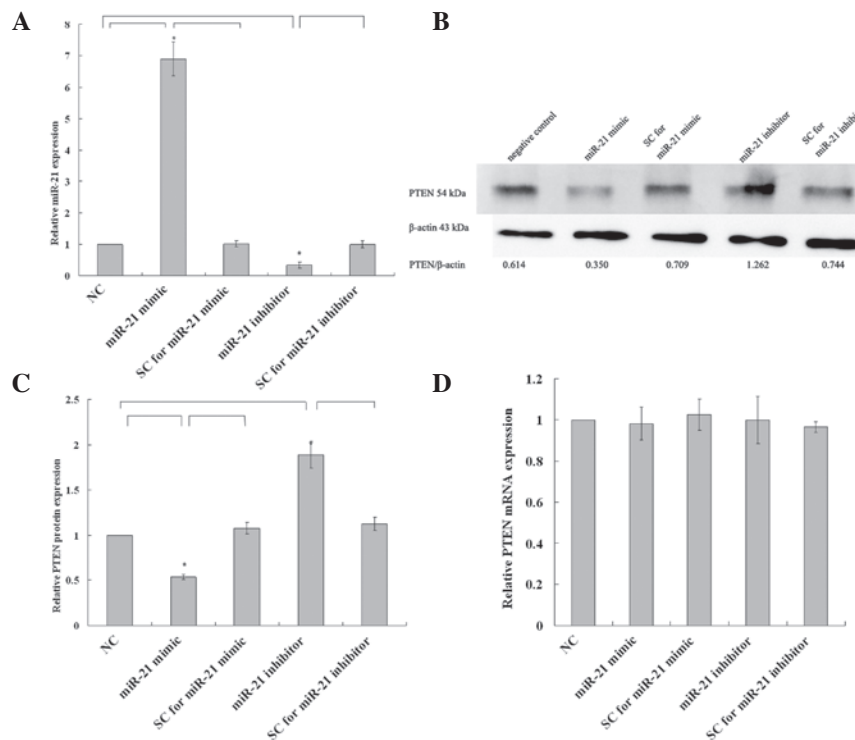 A
8
7
6
5
4
3
2
1
0
Relative miR-21 expression
*
*
NC
miR-21 mimic
SC for miR-21 mimic
miR-21 inhibitor
SC for miR-21 inhibitor
B
negative control
miR-21 mimic
SC for
miR-21 mimic
miR-21 inhibitor
SC for
miR-21 inhibi
PTEN 54 kDa
β-actin 43 kDa
PTEN/β-actin
0.614
0.350
0.709
1.262
0.744
C
2.5
2
1.5
1
0.5
0
Relative PTEN protein expression
*
*
NC
miR-21 mimic
SC for miR-21 mimic
miR-21 inhibitor
SC for miR-21 inhibitor
D
1.2
1
0.8
0.6
0.4
0.2
0
Relative PTEN mRNA expression
NC
miR-21 mimic
SC for miR-21 mimic
miR-21 inhibitor
SC for miR-21 inhibitor